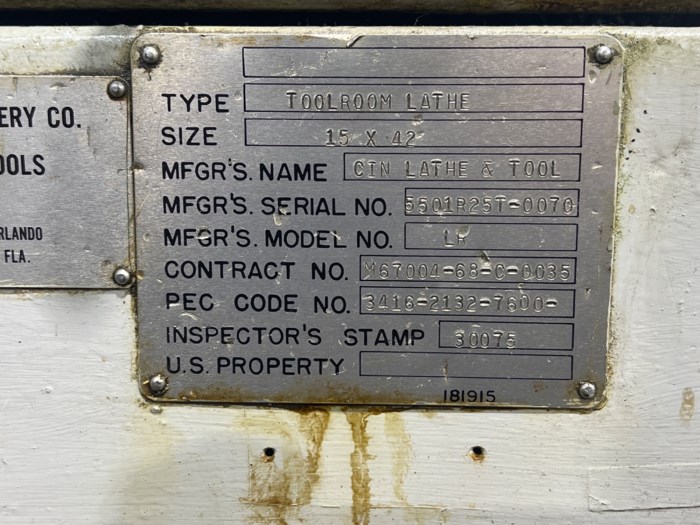 ERY CO.
OOLS
RLANDO
FLA.
TYPE TOOLROOM LATHE
SIZE 15 X 42
MFGR'S. NAME CIN LATHE & TOOL
MFGR'S. SERIAL NO. 5501R25T-0070
MFGR'S. MODEL NO. LR
CONTRACT NO. M67004-68-C-0035
PEC CODE NO. 3416-2132-7600-
INSPECTOR'S STAMP 30075
U.S. PROPERTY
181915